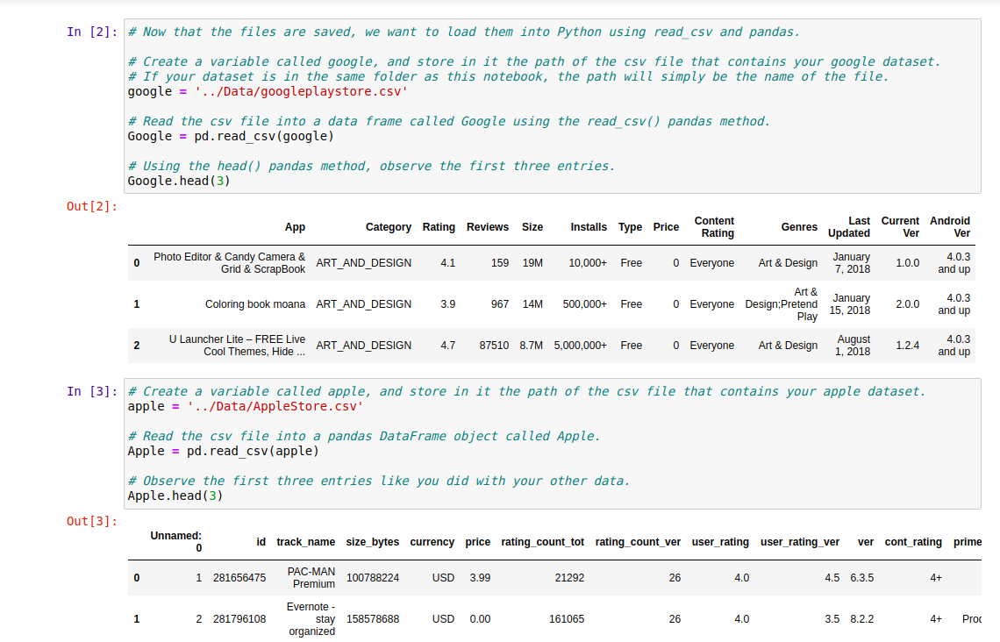 In [2]: # Now that the files are saved, we want to load them into Python using read_csv and pandas.
# Create a variable called google, and store in it the path of the csv file that contains your google dataset.
# If your dataset is in the same folder as this notebook, the path will simply be the name of the file.
google = '../Data/googleplaystore.csv'
# Read the csv file into a data frame called Google using the read_csv() pandas method.
Google = pd.read_csv(google)
# Using the head() pandas method, observe the first three entries.
Google.head(3)
Out[2]:
App Category Rating Reviews Size Installs Type Price Content Rating Genres Last Updated Current Ver Android Ver
0 Photo Editor & Candy Camera & Grid & ScrapBook ART_AND_DESIGN 4.1 159 19M 10,000+ Free 0 Everyone Art & Design January 7, 2018 1.0.0 4.0.3 and up
1 Coloring book moana ART_AND_DESIGN 3.9 967 14M 500,000+ Free 0 Everyone Art & Design;Pretend Play January 15, 2018 2.0.0 4.0.3 and up
2 U Launcher Lite – FREE Live Cool Themes, Hide ... ART_AND_DESIGN 4.7 87510 8.7M 5,000,000+ Free 0 Everyone Art & Design August 1, 2018 1.2.4 4.0.3 and up
In [3]: # Create a variable called apple, and store in it the path of the csv file that contains your apple dataset.
apple = '../Data/AppleStore.csv'
# Read the csv file into a pandas DataFrame object called Apple.
Apple = pd.read_csv(apple)
# Observe the first three entries like you did with your other data.
Apple.head(3)
Out[3]:
Unnamed: 0 id track_name size_bytes currency price rating_count_tot rating_count_ver user_rating user_rating_ver ver cont_rating prime
0 1 281656475 PAC-MAN Premium 100788224 USD 3.99 21292 26 4.0 4.5 6.3.5 4+
1 2 281796108 Evernote - stay organized 158578688 USD 0.00 161065 26 4.0 3.5 8.2.2 4+